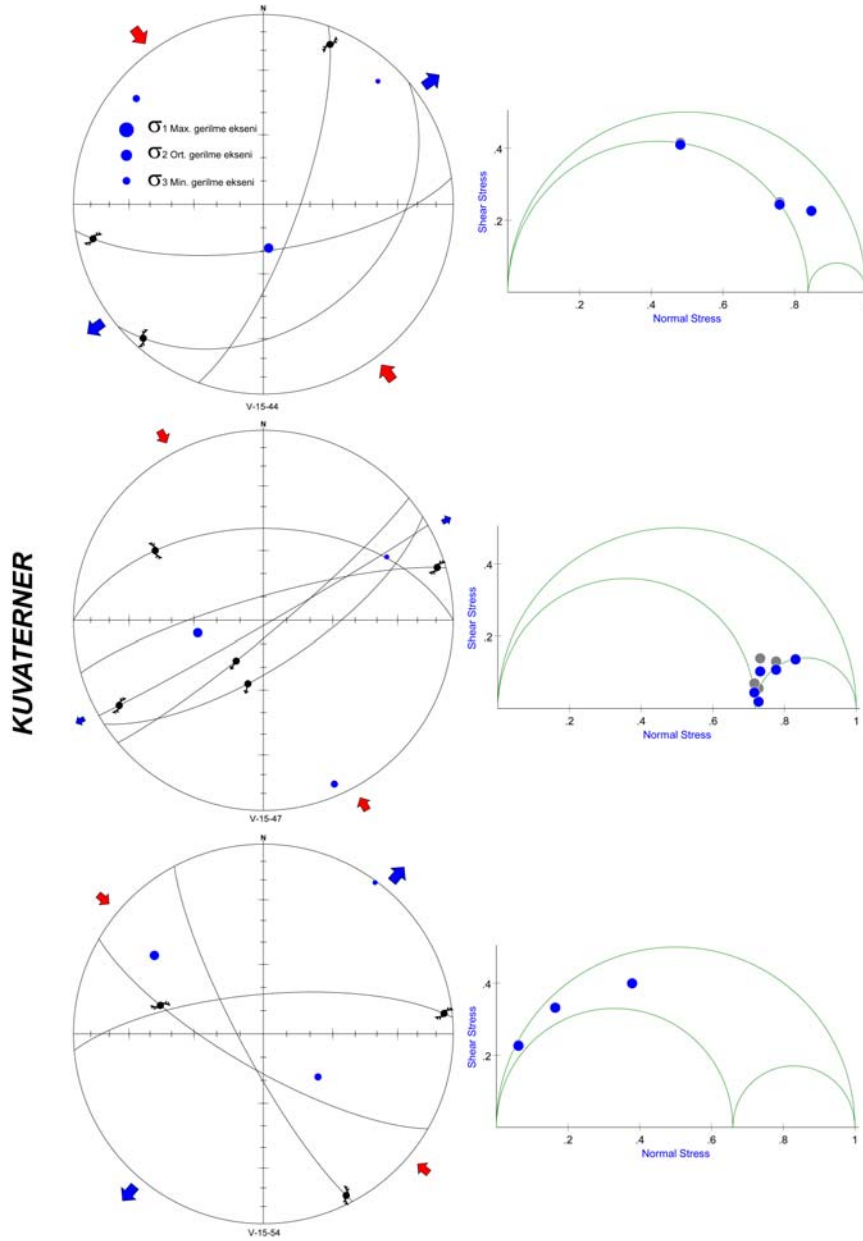 KUVATERNER
N
σ1 Max. gerilme ekseni
σ2 Ort. gerilme ekseni
σ3 Min. gerilme ekseni
V-15-44
Shear Stress
.4
.2
.2 .4 .6 .8 1
Normal Stress
N
V-15-47
Shear Stress
.4
.2
.2 .4 .6 .8 1
Normal Stress
N
V-15-54
Shear Stress
.4
.2
.2 .4 .6 .8 1
Normal Stress